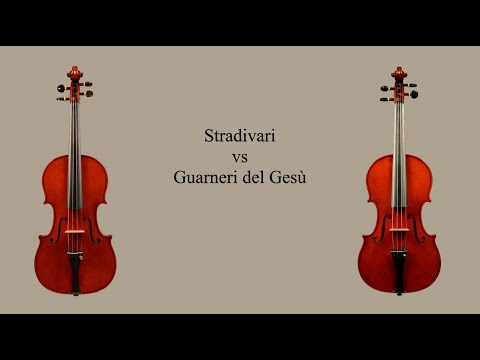 Stradivari
vs
Guarneri del Gesù